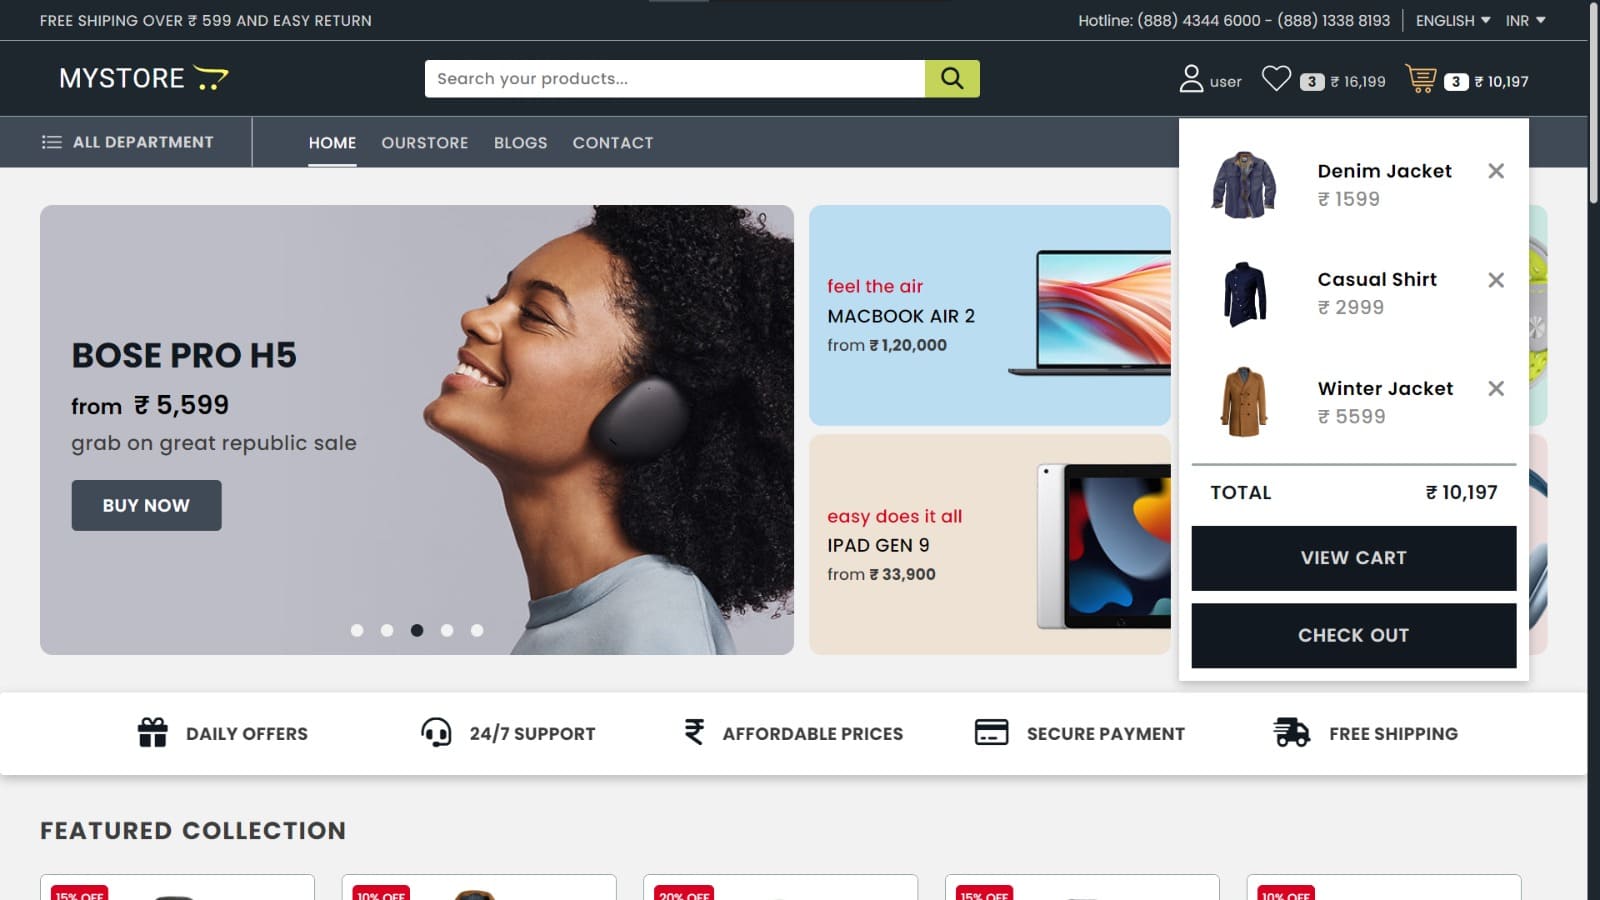 FREE SHIPING OVER ₹ 599 AND EASY RETURN
Hotline: (888) 4344 6000 - (888) 1338 8193
ENGLISH
INR
MYSTORE
Search your products...
user
3 ₹ 16,199
3 ₹ 10,197
ALL DEPARTMENT
HOME
OURSTORE
BLOGS
CONTACT
BOSE PRO H5
from ₹ 5,599
grab on great republic sale
BUY NOW
feel the air
MACBOOK AIR 2
from ₹ 1,20,000
easy does it all
IPAD GEN 9
from ₹ 33,900
Denim Jacket
₹ 1599
Casual Shirt
₹ 2999
Winter Jacket
₹ 5599
TOTAL ₹ 10,197
VIEW CART
CHECK OUT
DAILY OFFERS
24/7 SUPPORT
AFFORDABLE PRICES
SECURE PAYMENT
FREE SHIPPING
FEATURED COLLECTION
15% OFF
10% OFF
20% OFF
15% OFF
10% OFF